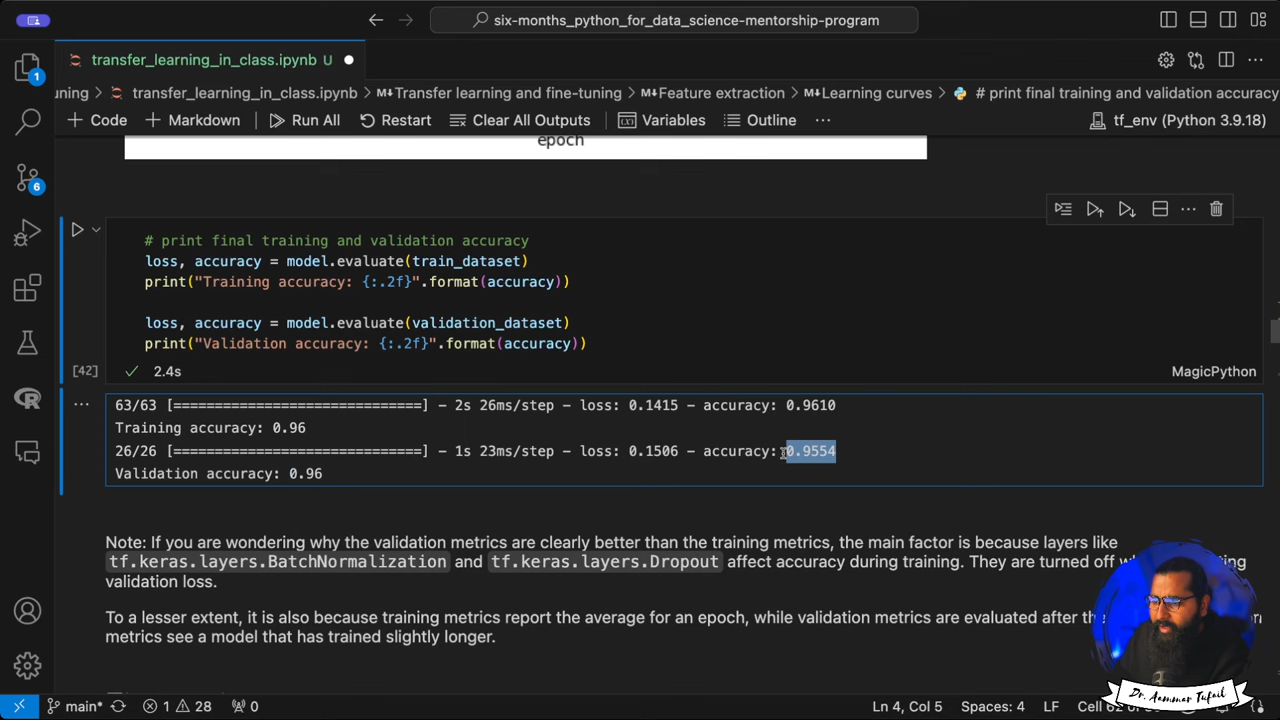 six-months_python_for_data_science-mentorship-program
transfer_learning_in_class.ipynb U
uning > transfer_learning_in_class.ipynb > M↓Transfer learning and fine-tuning > M↓Feature extraction > M↓Learning curves > # print final training and validation accuracy
+ Code + Markdown Run All Restart Clear All Outputs Variables Outline ··· tf_env (Python 3.9.18)
epoch
# print final training and validation accuracy
loss, accuracy = model.evaluate(train_dataset)
print("Training accuracy: {:.2f}".format(accuracy))
loss, accuracy = model.evaluate(validation_dataset)
print("Validation accuracy: {:.2f}".format(accuracy))
[42] ✓ 2.4s MagicPython
63/63 [==============================] - 2s 26ms/step - loss: 0.1415 - accuracy: 0.9610
Training accuracy: 0.96
26/26 [==============================] - 1s 23ms/step - loss: 0.1506 - accuracy: 0.9554
Validation accuracy: 0.96
Note: If you are wondering why the validation metrics are clearly better than the training metrics, the main factor is because layers like
tf.keras.layers.BatchNormalization and tf.keras.layers.Dropout affect accuracy during training. They are turned off
validation loss.
To a lesser extent, it is also because training metrics report the average for an epoch, while validation metrics are evaluated after the
metrics see a model that has trained slightly longer.
1
6
Dr. Aammar Tufail
main* 1 28 0 Ln 4, Col 5 Spaces: 4 LF Cell 62 of